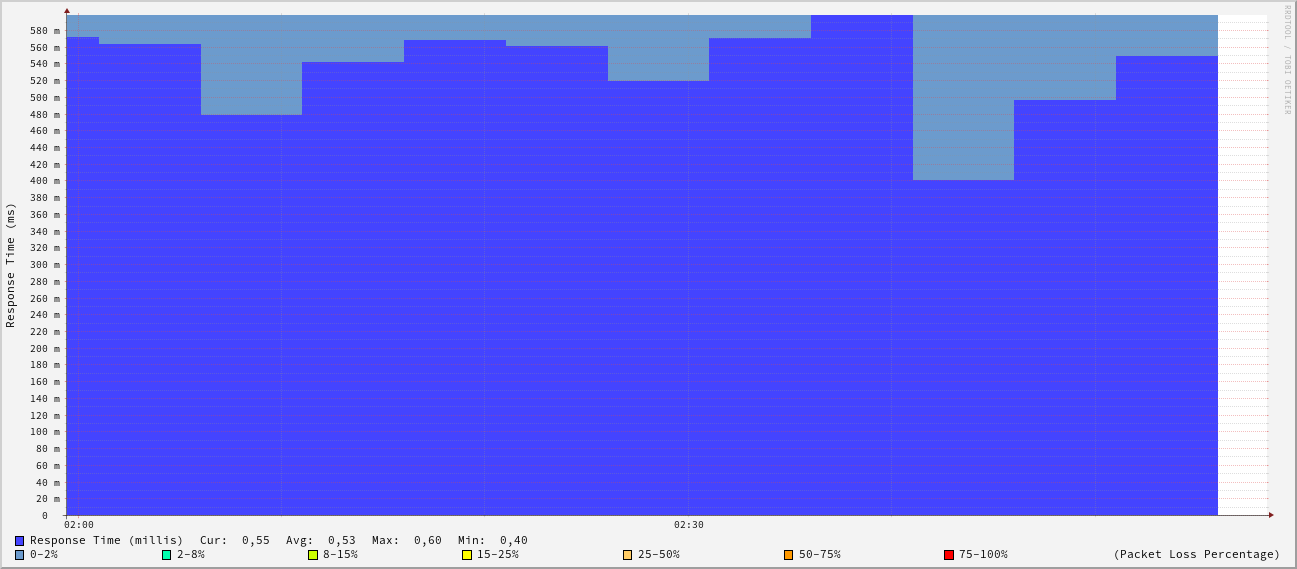 RRDTOOL / TOBI OETIKER
Response Time (ms)
580 m
560 m
540 m
520 m
500 m
480 m
460 m
440 m
420 m
400 m
380 m
360 m
340 m
320 m
300 m
280 m
260 m
240 m
220 m
200 m
180 m
160 m
140 m
120 m
100 m
80 m
60 m
40 m
20 m
0
02:00 02:30
Response Time (millis) Cur: 0,55 Avg: 0,53 Max: 0,60 Min: 0,40
0-2% 2-8% 8-15% 15-25% 25-50% 50-75% 75-100% (Packet Loss Percentage)